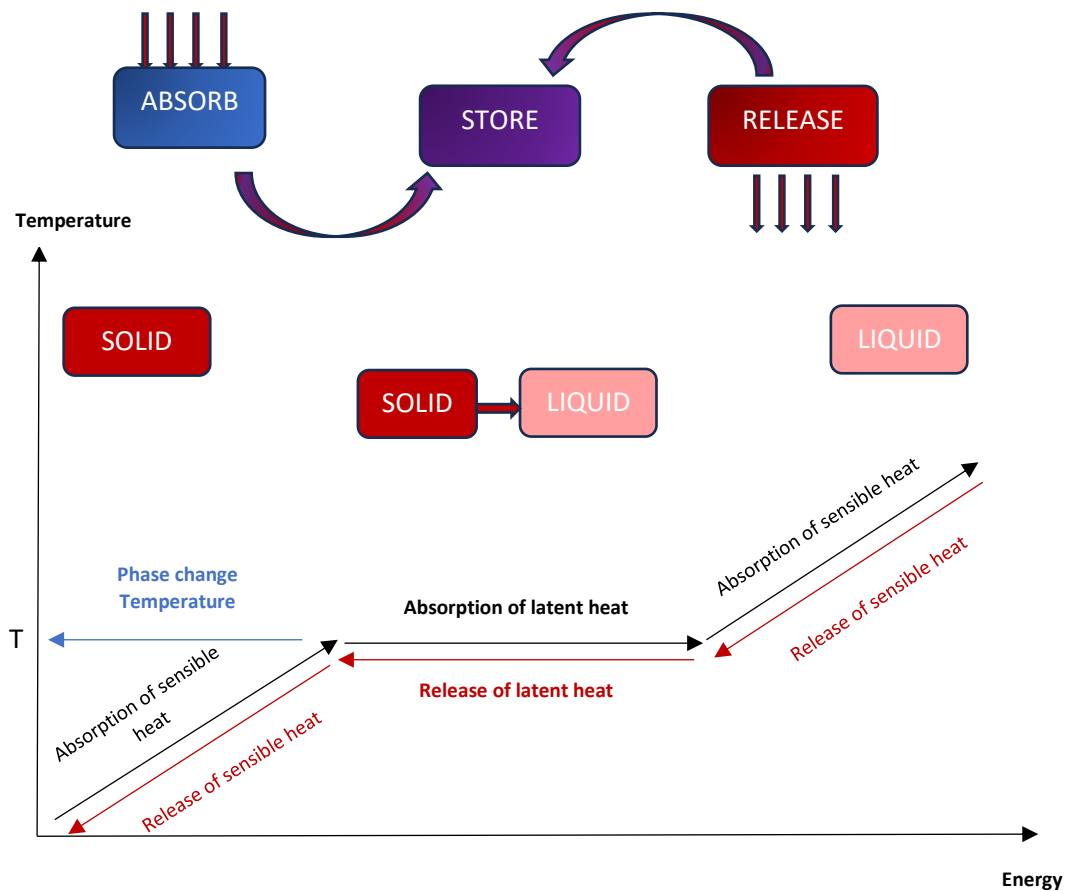 ABSORB
STORE
RELEASE
Temperature
SOLID
LIQUID
SOLID
LIQUID
Absorption of sensible heat
Release of sensible heat
Phase change
Temperature
Absorption of latent heat
T
Release of latent heat
Absorption of sensible
heat
Release of sensible heat
Energy